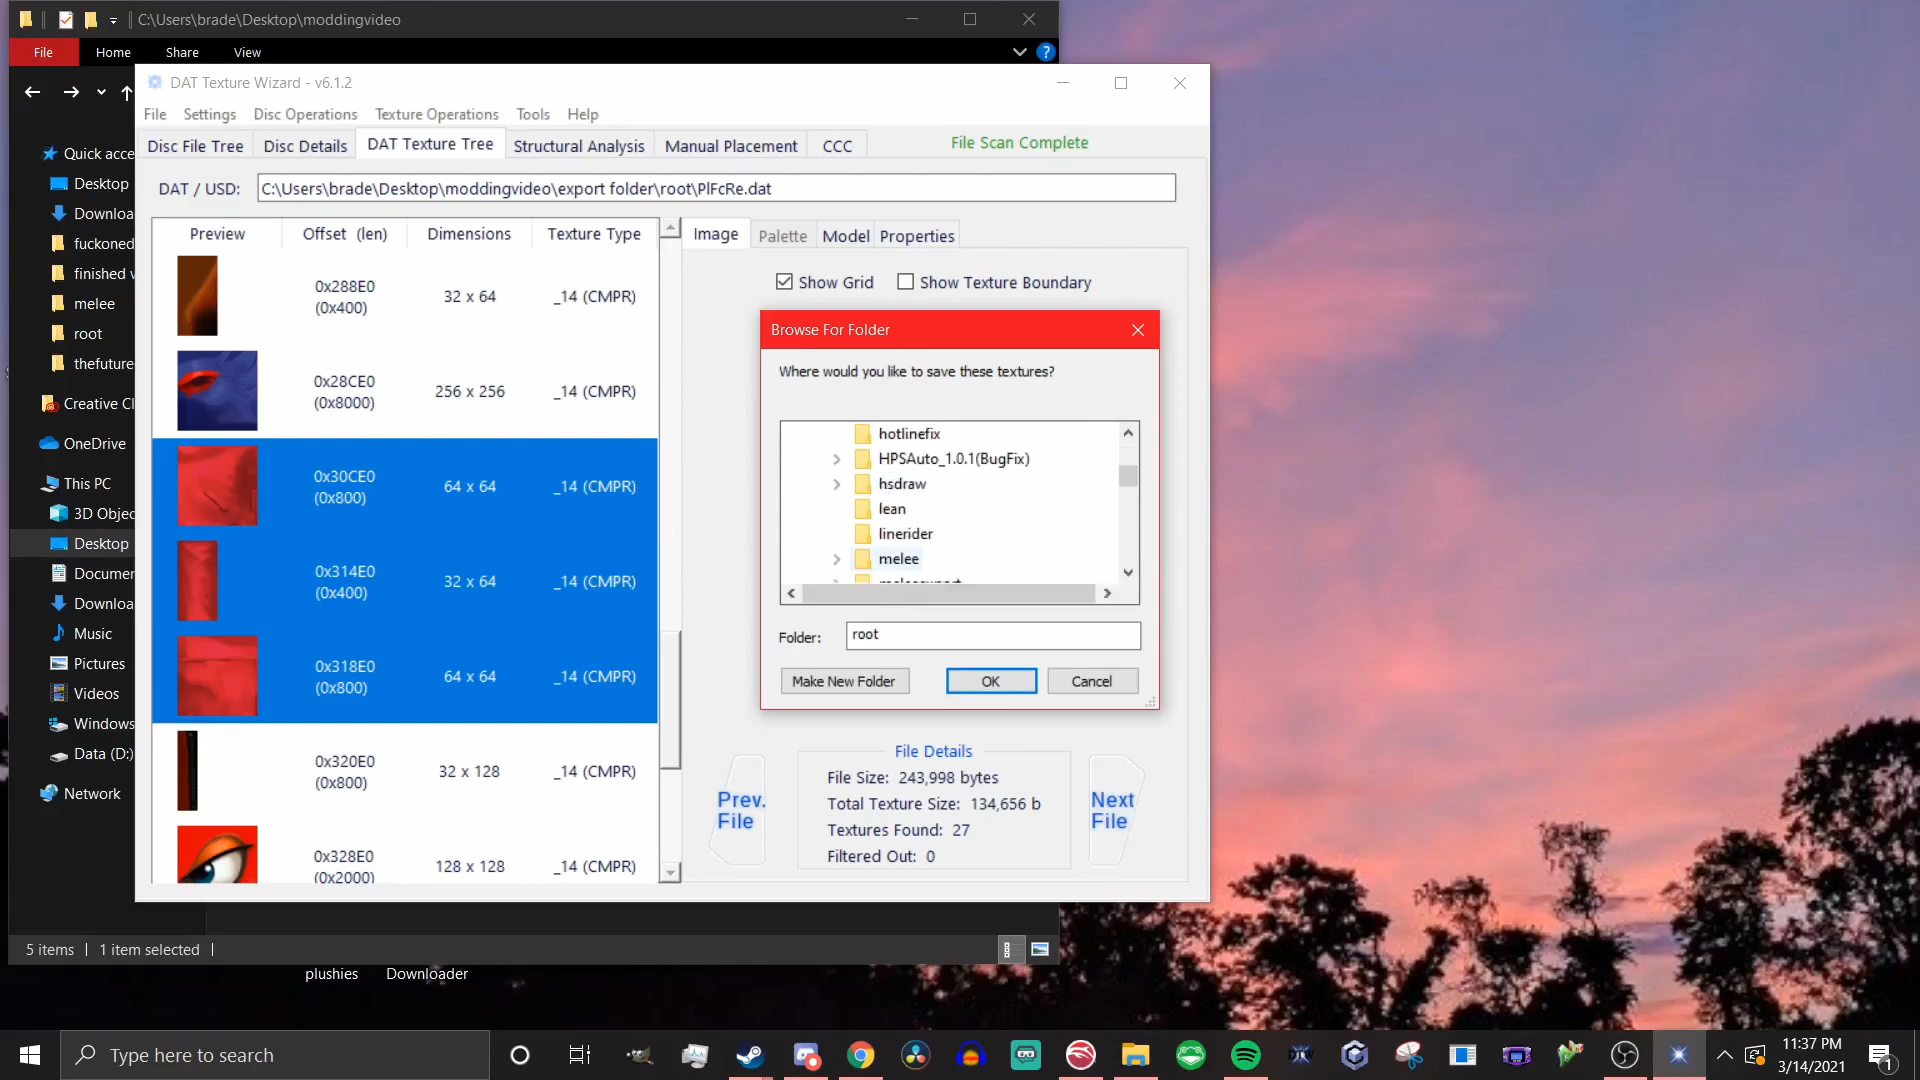 C:\Users\brade\Desktop\moddingvideo
File Home Share View
DAT Texture Wizard - v6.1.2
File Settings Disc Operations Texture Operations Tools Help
Disc File Tree Disc Details DAT Texture Tree Structural Analysis Manual Placement CCC File Scan Complete
DAT / USD: C:\Users\brade\Desktop\moddingvideo\export folder\root\PlFcRe.dat
Quick acce
Desktop
Downloa
fuckoned
finished v
melee
root
thefuture
Creative Cl
OneDrive
This PC
3D Objec
Desktop
Documer
Downloa
Music
Pictures
Videos
Windows
Data (D:)
Network
Preview Offset (len) Dimensions Texture Type
0x288E0
(0x400) 32 x 64 _14 (CMPR)
0x28CE0
(0x8000) 256 x 256 _14 (CMPR)
0x30CE0
(0x800) 64 x 64 _14 (CMPR)
0x314E0
(0x400) 32 x 64 _14 (CMPR)
0x318E0
(0x800) 64 x 64 _14 (CMPR)
0x320E0
(0x800) 32 x 128 _14 (CMPR)
0x328E0
(0x2000) 128 x 128 _14 (CMPR)
Image Palette Model Properties
Show Grid Show Texture Boundary
Browse For Folder
Where would you like to save these textures?
hotlinefix
HPSAuto_1.0.1(BugFix)
hsdraw
lean
linerider
melee
Folder: root
Make New Folder OK Cancel
File Details
File Size: 243,998 bytes
Total Texture Size: 134,656 b
Textures Found: 27
Filtered Out: 0
Prev.
File
Next
File
5 items 1 item selected
plushies Downloader
Type here to search
11:37 PM
3/14/2021
1